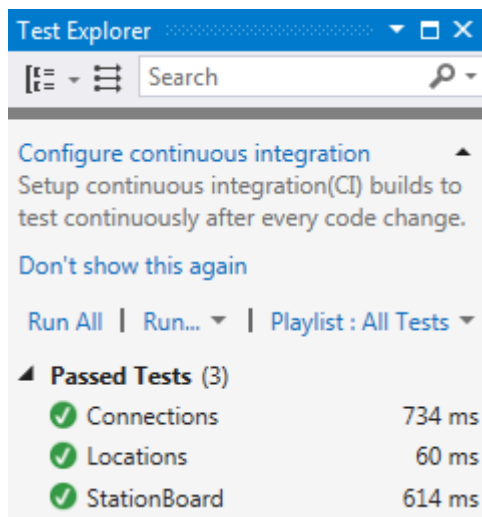 Test Explorer
Search
Configure continuous integration
Setup continuous integration(CI) builds to
test continuously after every code change.
Don't show this again
Run All | Run... | Playlist : All Tests
Passed Tests (3)
Connections 734 ms
Locations 60 ms
StationBoard 614 ms